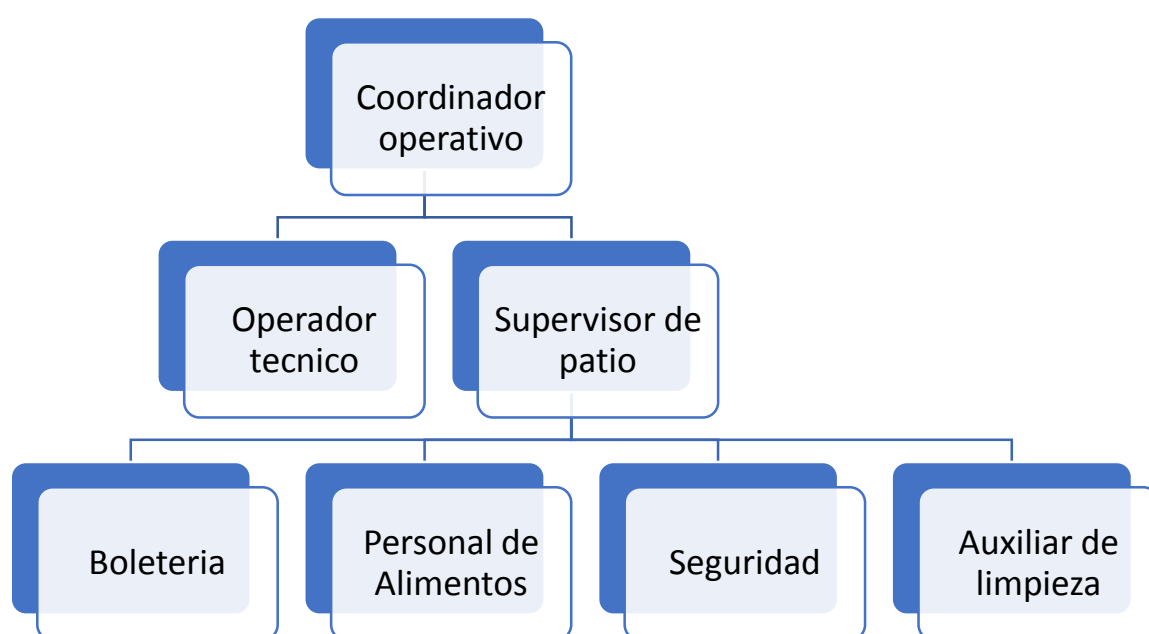 Coordinador
operativo
Operador
tecnico
Supervisor de
patio
Boleteria
Personal de
Alimentos
Seguridad
Auxiliar de
limpieza